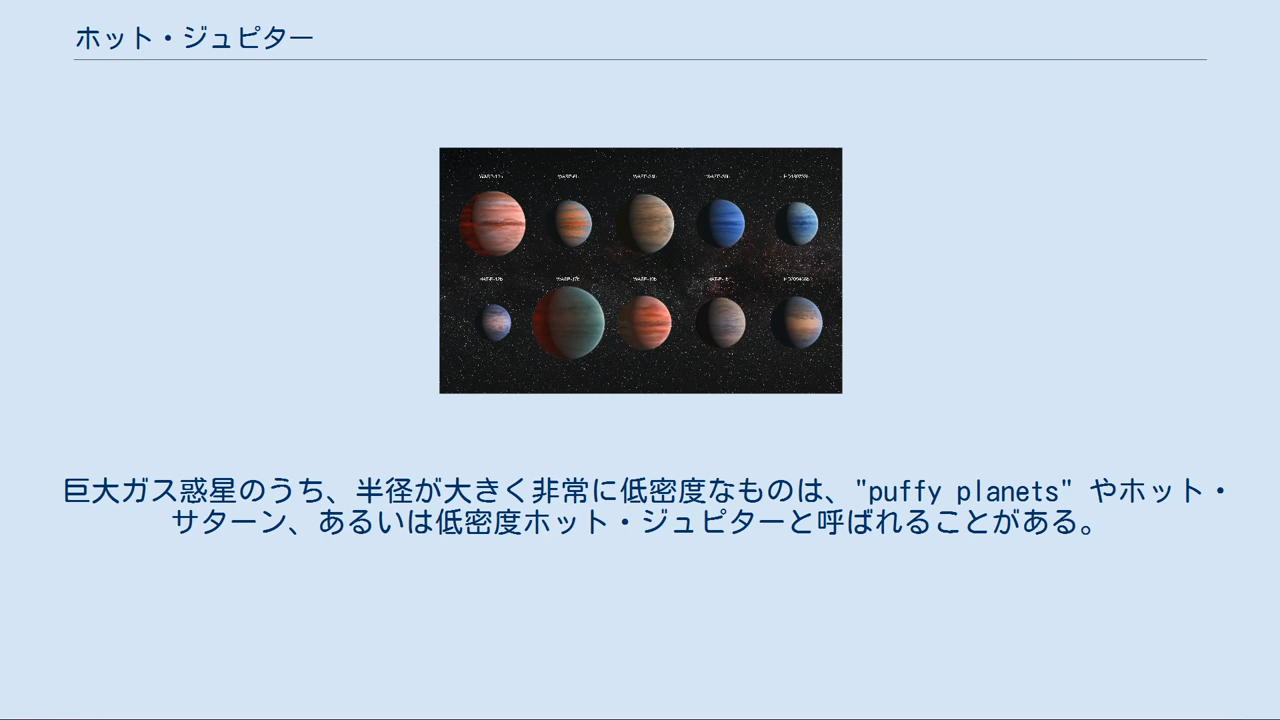 ホット・ジュピター
巨大ガス惑星のうち、半径が大きく非常に低密度なものは、"puffy planets" やホット・
サターン、あるいは低密度ホット・ジュピターと呼ばれることがある。